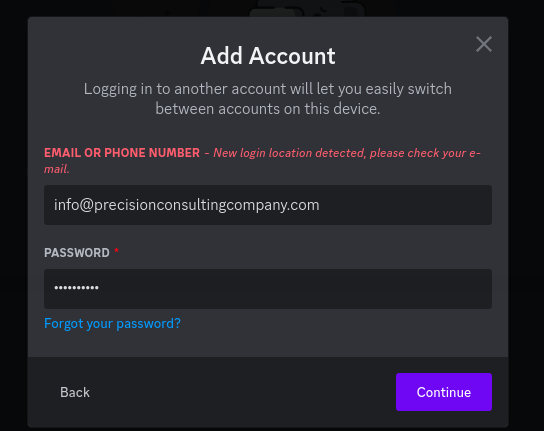 Add Account
Logging in to another account will let you easily switch
between accounts on this device.
EMAIL OR PHONE NUMBER - New login location detected, please check your e-
mail.
info@precisionconsultingcompany.com
PASSWORD *
••••••••••
Forgot your password?
Back
Continue